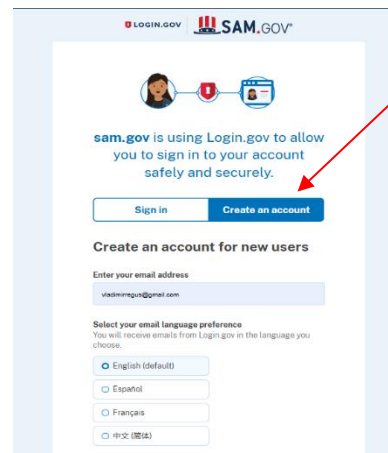 LOGIN.GOV SAM.GOV®
sam.gov is using Login.gov to allow
you to sign in to your account
safely and securely.
Sign in Create an account
Create an account for new users
Enter your email address
vladimirregus@gmail.com
Select your email language preference
You will receive emails from Login.gov in the language you
choose.
English (default)
Español
Français
中文 (简体)